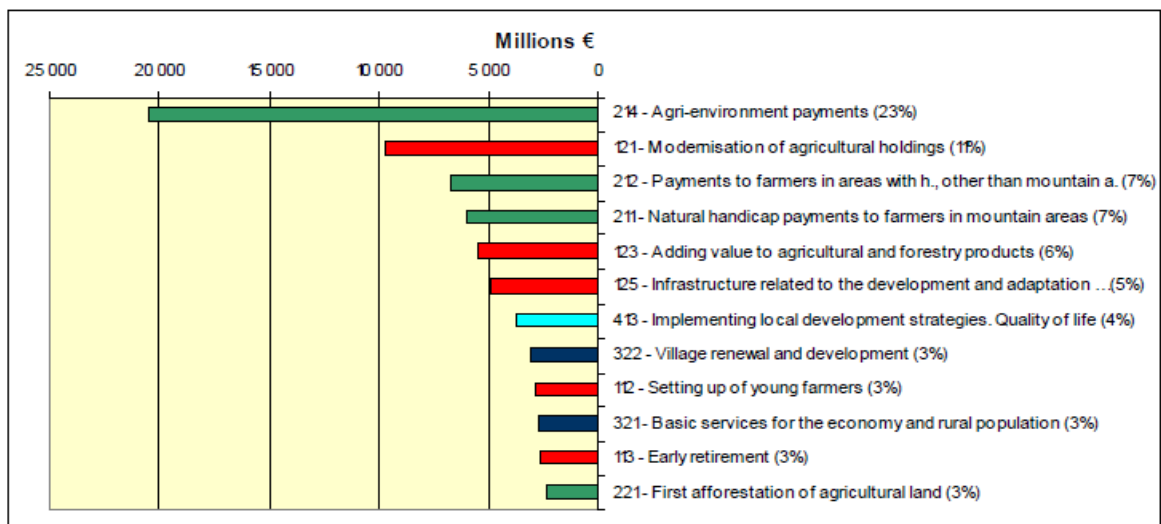 Millions €
25 000 20 000 15 000 10 000 5 000 0
214 - Agri-environment payments (23%)
121- Modernisation of agricultural holdings (11%)
212 - Payments to farmers in areas with h., other than mountain a. (7%)
211- Natural handicap payments to farmers in mountain areas (7%)
123 - Adding value to agricultural and forestry products (6%)
125 - Infrastructure related to the development and adaptation ...(5%)
413 - Implementing local development strategies. Quality of life (4%)
322 - Village renewal and development (3%)
112 - Setting up of young farmers (3%)
321- Basic services for the economy and rural population (3%)
113 - Early retirement (3%)
221- First afforestation of agricultural land (3%)